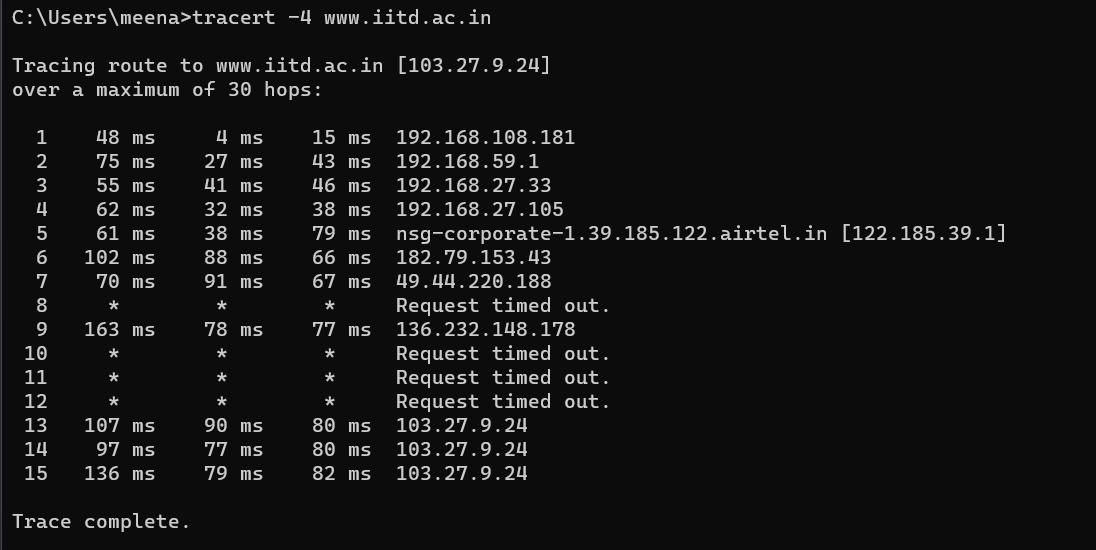 C:\Users\meena>tracert -4 www.iitd.ac.in
Tracing route to www.iitd.ac.in [103.27.9.24]
over a maximum of 30 hops:
1 48 ms 4 ms 15 ms 192.168.108.181
2 75 ms 27 ms 43 ms 192.168.59.1
3 55 ms 41 ms 46 ms 192.168.27.33
4 62 ms 32 ms 38 ms 192.168.27.105
5 61 ms 38 ms 79 ms nsg-corporate-1.39.185.122.airtel.in [122.185.39.1]
6 102 ms 88 ms 66 ms 182.79.153.43
7 70 ms 91 ms 67 ms 49.44.220.188
8 * * * Request timed out.
9 163 ms 78 ms 77 ms 136.232.148.178
10 * * * Request timed out.
11 * * * Request timed out.
12 * * * Request timed out.
13 107 ms 90 ms 80 ms 103.27.9.24
14 97 ms 77 ms 80 ms 103.27.9.24
15 136 ms 79 ms 82 ms 103.27.9.24
Trace complete.